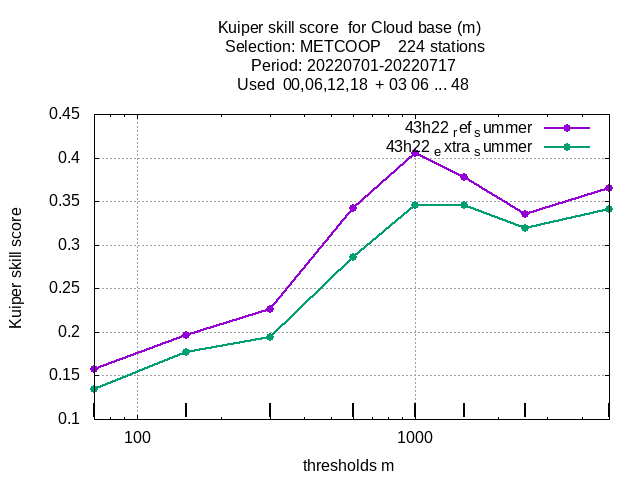 Kuiper skill score for Cloud base (m)
Selection: METCOOP 224 stations
Period: 20220701-20220717
Used 00,06,12,18 + 03 06 ... 48
0.45
0.4
0.35
0.3
0.25
0.2
0.15
0.1
Kuiper skill score
43h22 ref summer
43h22 extra summer
100 1000
thresholds m